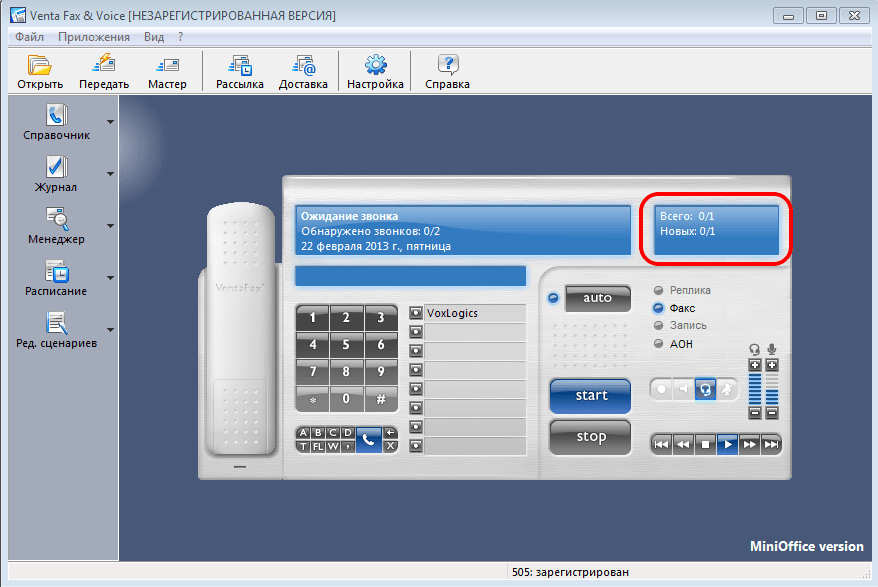 Venta Fax & Voice [НЕЗАРЕГИСТРИРОВАННАЯ ВЕРСИЯ]
Файл Приложения Вид ?
Открыть Передать Мастер Рассылка Доставка Настройка Справка
Справочник
Журнал
Менеджер
Расписание
Ред. сценариев
Ожидание звонка
Обнаружено звонков: 0/2
22 февраля 2013 г., пятница
Всего: 0/1
Новых: 0/1
VentaFax®
1 2 3
4 5 6
7 8 9
* 0 #
A B C D
T FL W , X
VoxLogics
auto
Реплика
Факс
Запись
АОН
start
stop
MiniOffice version
505: зарегистрирован